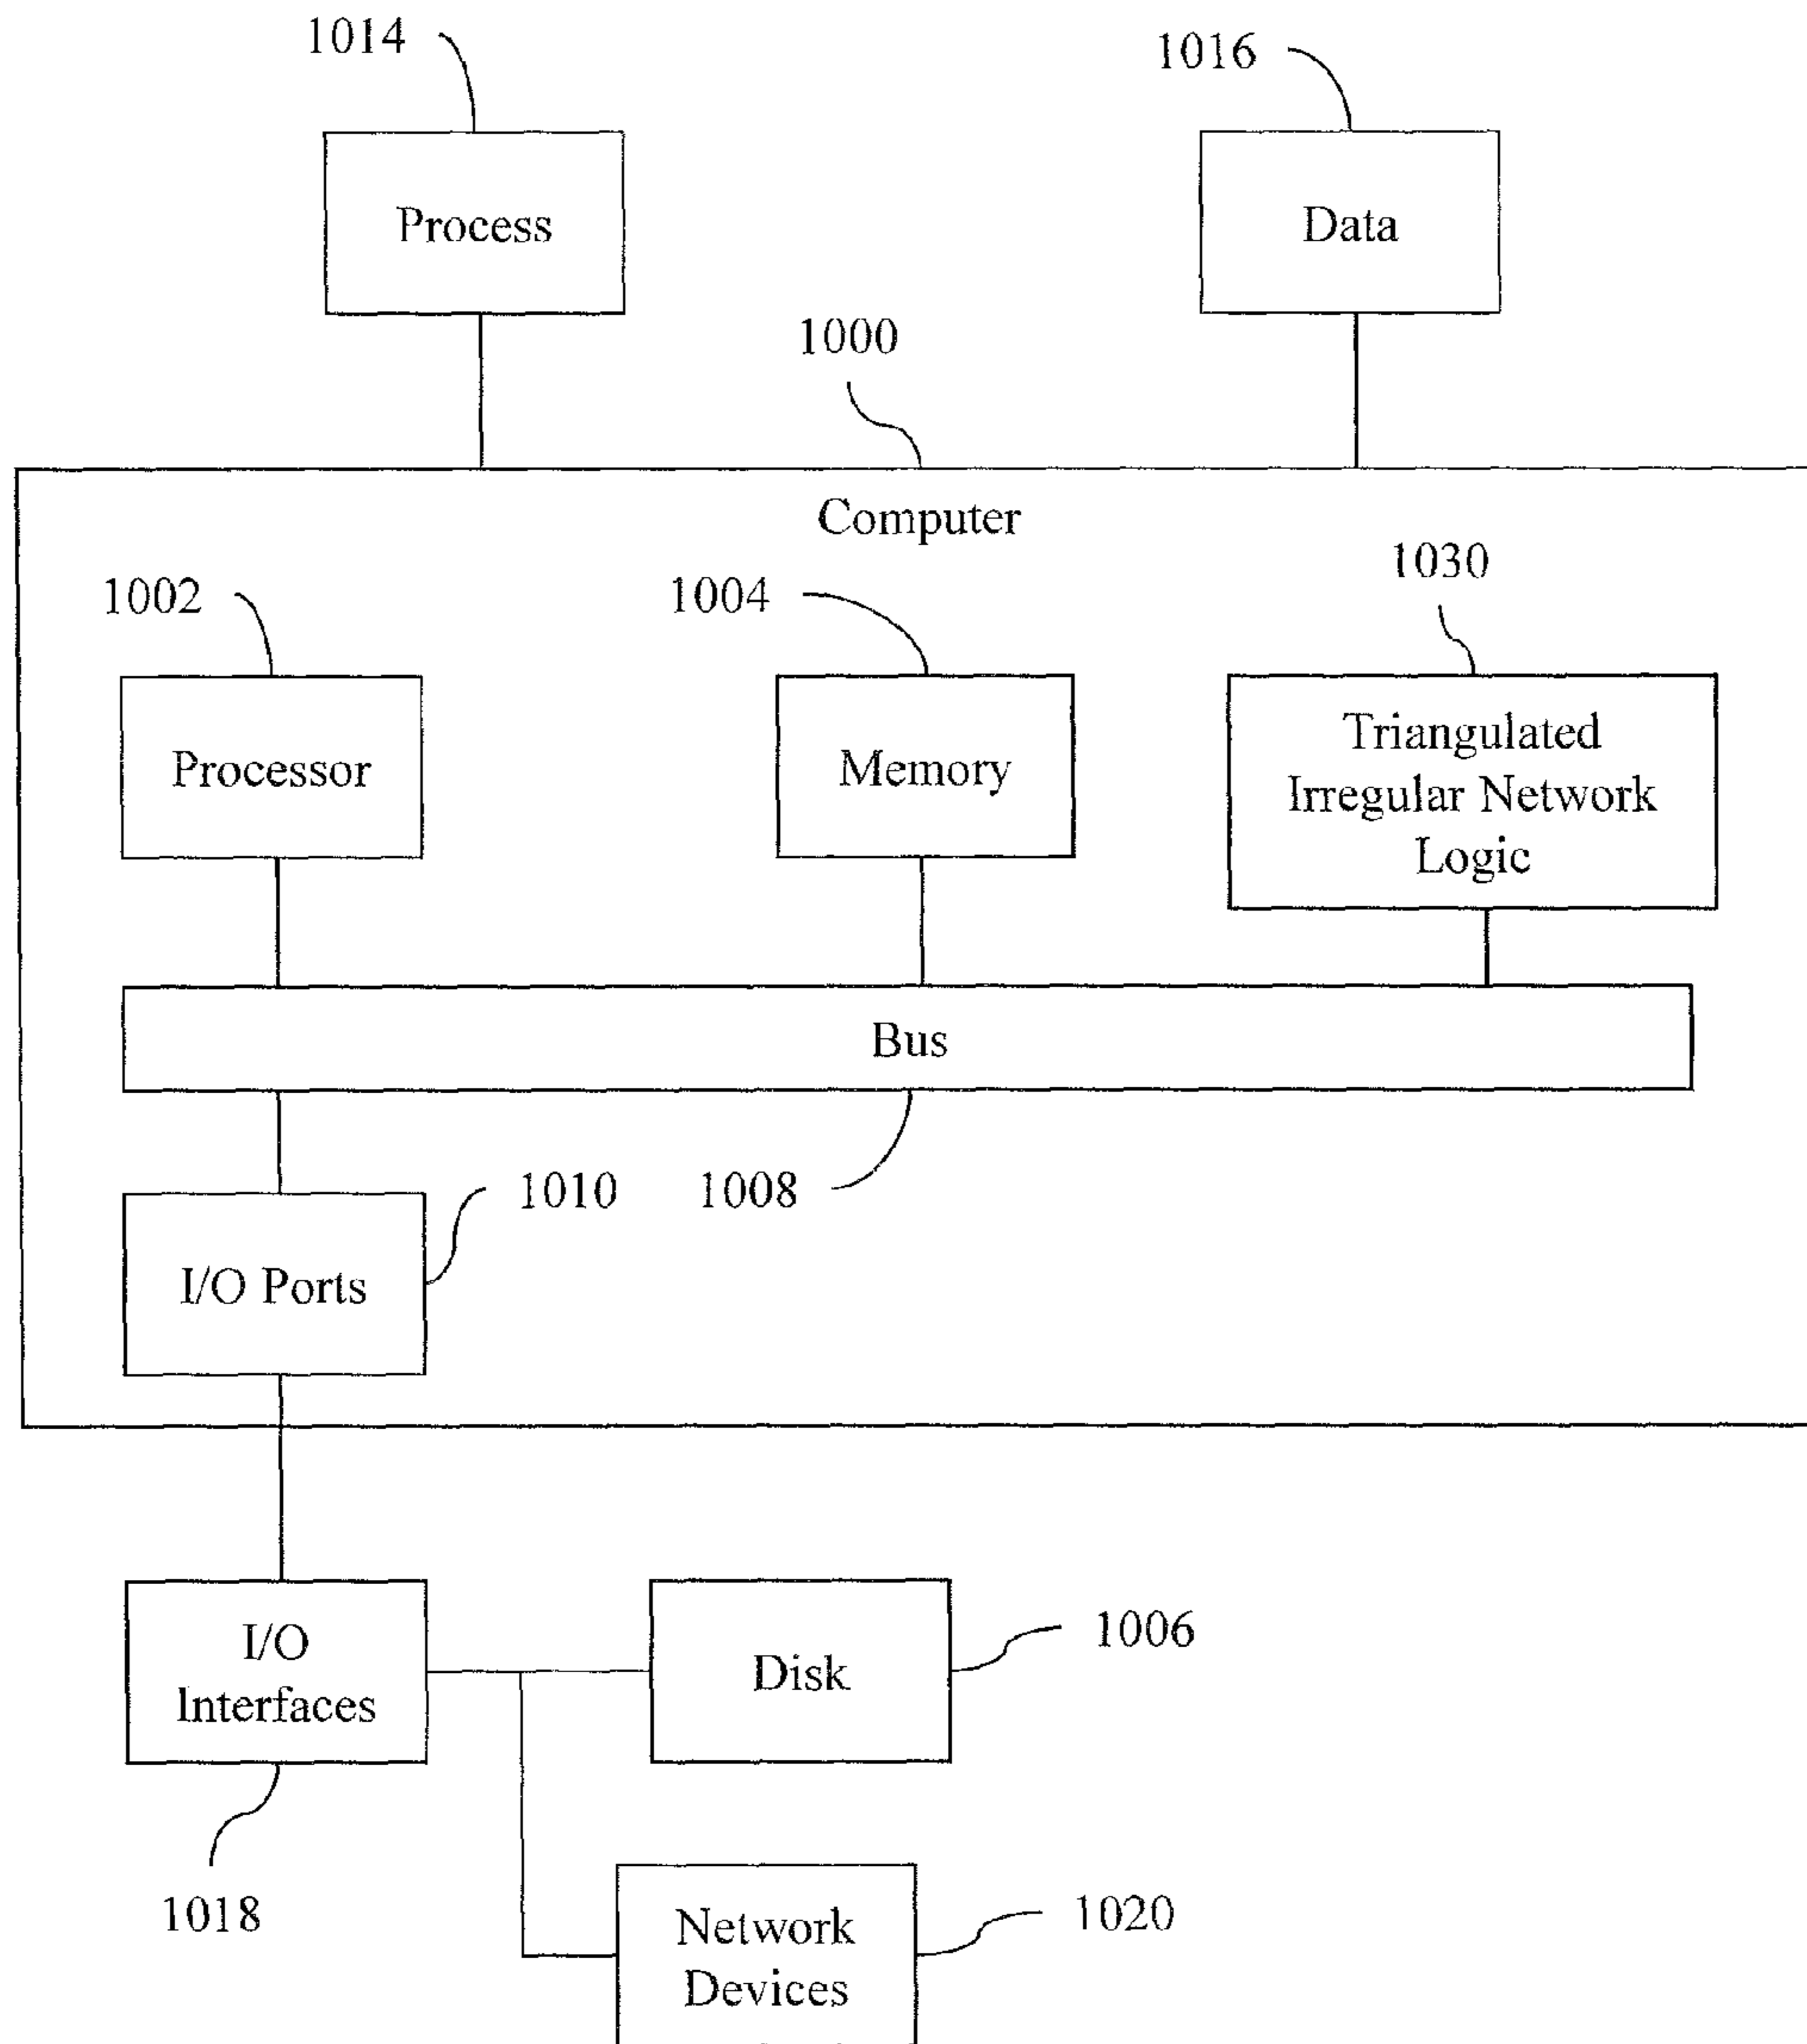 1014
1016
Process
Data
1000
Computer
1030
1002
1004
Processor
Memory
Triangulated
Irregular Network
Logic
Bus
1010
1008
I/O Ports
I/O
Interfaces
Disk
1006
1018
Network
Devices
1020